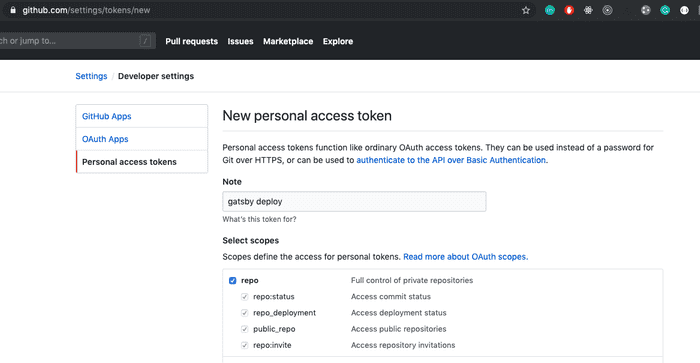 github.com/settings/tokens/new
ch or jump to... /
Pull requests Issues Marketplace Explore
Settings / Developer settings
GitHub Apps
OAuth Apps
Personal access tokens
New personal access token
Personal access tokens function like ordinary OAuth access tokens. They can be used instead of a password for
Git over HTTPS, or can be used to authenticate to the API over Basic Authentication.
Note
gatsby deploy
What's this token for?
Select scopes
Scopes define the access for personal tokens. Read more about OAuth scopes.
repo Full control of private repositories
repo:status Access commit status
repo_deployment Access deployment status
public_repo Access public repositories
repo:invite Access repository invitations